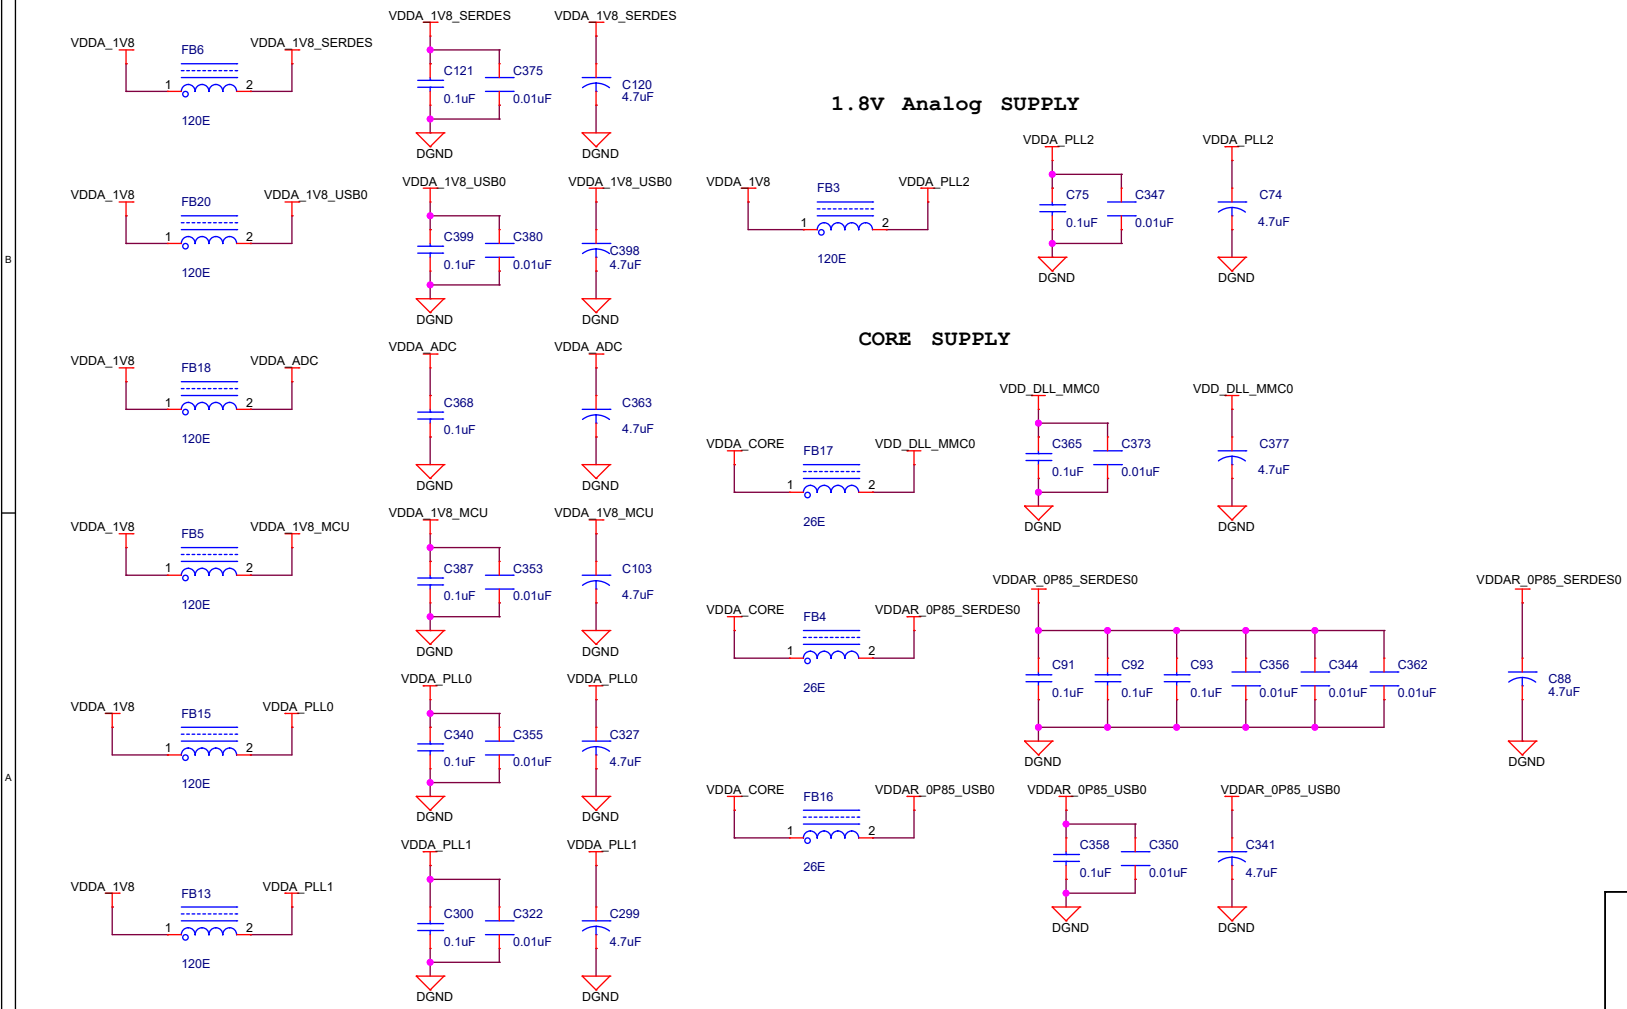 VDDA_1V8
FB6
VDDA_1V8_SERDES
1
2
120E
VDDA_1V8_SERDES
C121
0.1uF
C375
0.01uF
DGND
VDDA_1V8_SERDES
C120
4.7uF
DGND
VDDA_1V8
FB20
VDDA_1V8_USB0
1
2
120E
VDDA_1V8_USB0
C399
0.1uF
C380
0.01uF
DGND
VDDA_1V8_USB0
C398
4.7uF
DGND
VDDA_1V8
FB18
VDDA_ADC
1
2
120E
VDDA_ADC
C368
0.1uF
DGND
VDDA_ADC
C363
4.7uF
DGND
VDDA_1V8
FB5
VDDA_1V8_MCU
1
2
120E
VDDA_1V8_MCU
C387
0.1uF
C353
0.01uF
DGND
VDDA_1V8_MCU
C103
4.7uF
DGND
VDDA_1V8
FB15
VDDA_PLL0
1
2
120E
VDDA_PLL0
C340
0.1uF
C355
0.01uF
DGND
VDDA_PLL0
C327
4.7uF
DGND
VDDA_1V8
FB13
VDDA_PLL1
1
2
120E
VDDA_PLL1
C300
0.1uF
C322
0.01uF
DGND
VDDA_PLL1
C299
4.7uF
DGND
1.8V Analog SUPPLY
VDDA_1V8
FB3
VDDA_PLL2
1
2
120E
VDDA_PLL2
C75
0.1uF
C347
0.01uF
DGND
VDDA_PLL2
C74
4.7uF
DGND
CORE SUPPLY
VDDA_CORE
FB17
VDD_DLL_MMC0
1
2
26E
VDD_DLL_MMC0
C365
0.1uF
C373
0.01uF
DGND
VDD_DLL_MMC0
C377
4.7uF
DGND
VDDA_CORE
FB4
VDDAR_0P85_SERDES0
1
2
26E
VDDAR_0P85_SERDES0
C91
0.1uF
C92
0.1uF
C93
0.1uF
C356
0.01uF
C344
0.01uF
C362
0.01uF
DGND
VDDAR_0P85_SERDES0
C88
4.7uF
DGND
VDDA_CORE
FB16
VDDAR_0P85_USB0
1
2
26E
VDDAR_0P85_USB0
C358
0.1uF
C350
0.01uF
DGND
VDDAR_0P85_USB0
C341
4.7uF
DGND
B
A